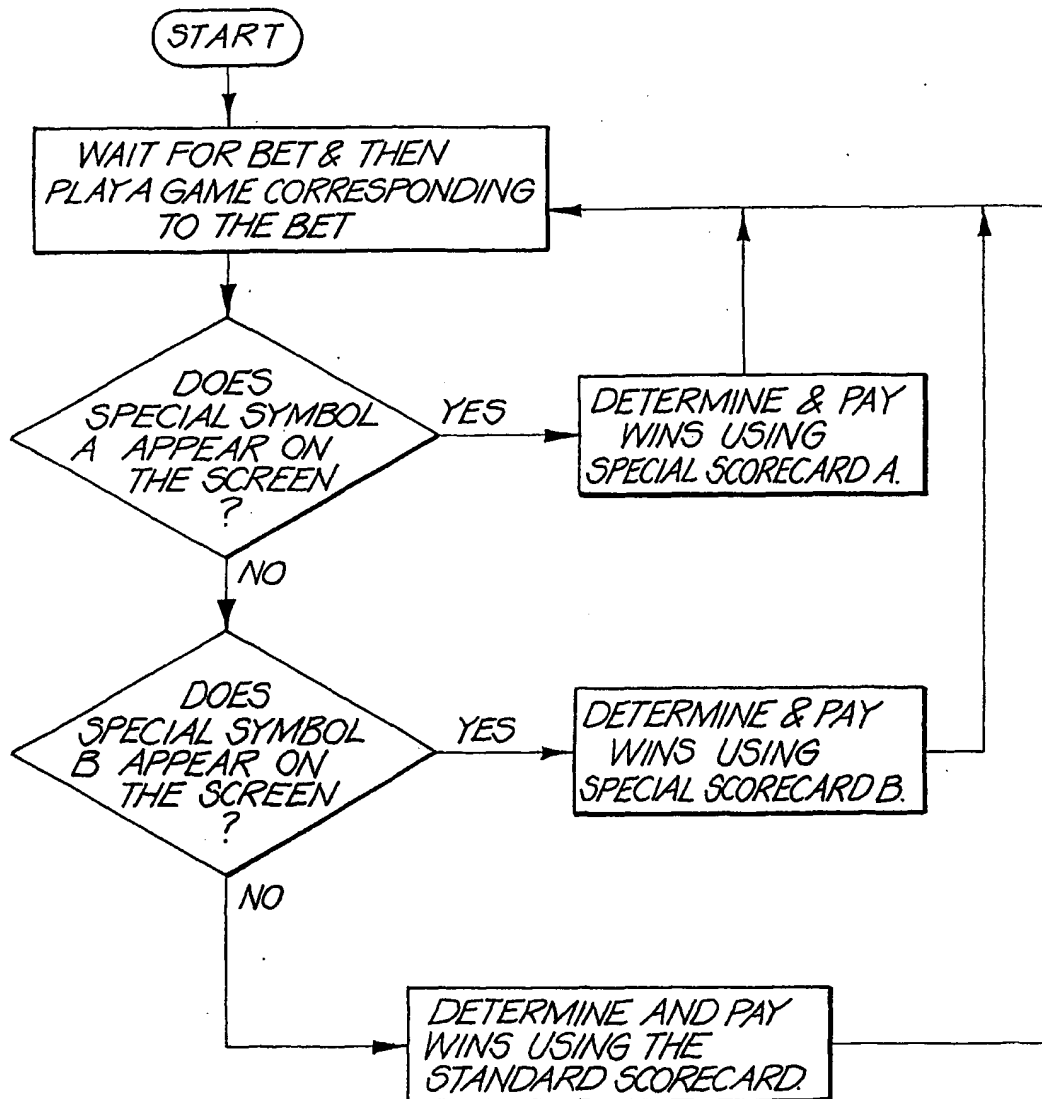 START
WAIT FOR BET & THEN
PLAY A GAME CORRESPONDING
TO THE BET
DOES
SPECIAL SYMBOL
A APPEAR ON
THE SCREEN
?
YES
DETERMINE & PAY
WINS USING
SPECIAL SCORECARD A.
NO
DOES
SPECIAL SYMBOL
B APPEAR ON
THE SCREEN
?
YES
DETERMINE & PAY
WINS USING
SPECIAL SCORECARD B.
NO
DETERMINE AND PAY
WINS USING THE
STANDARD SCORECARD.